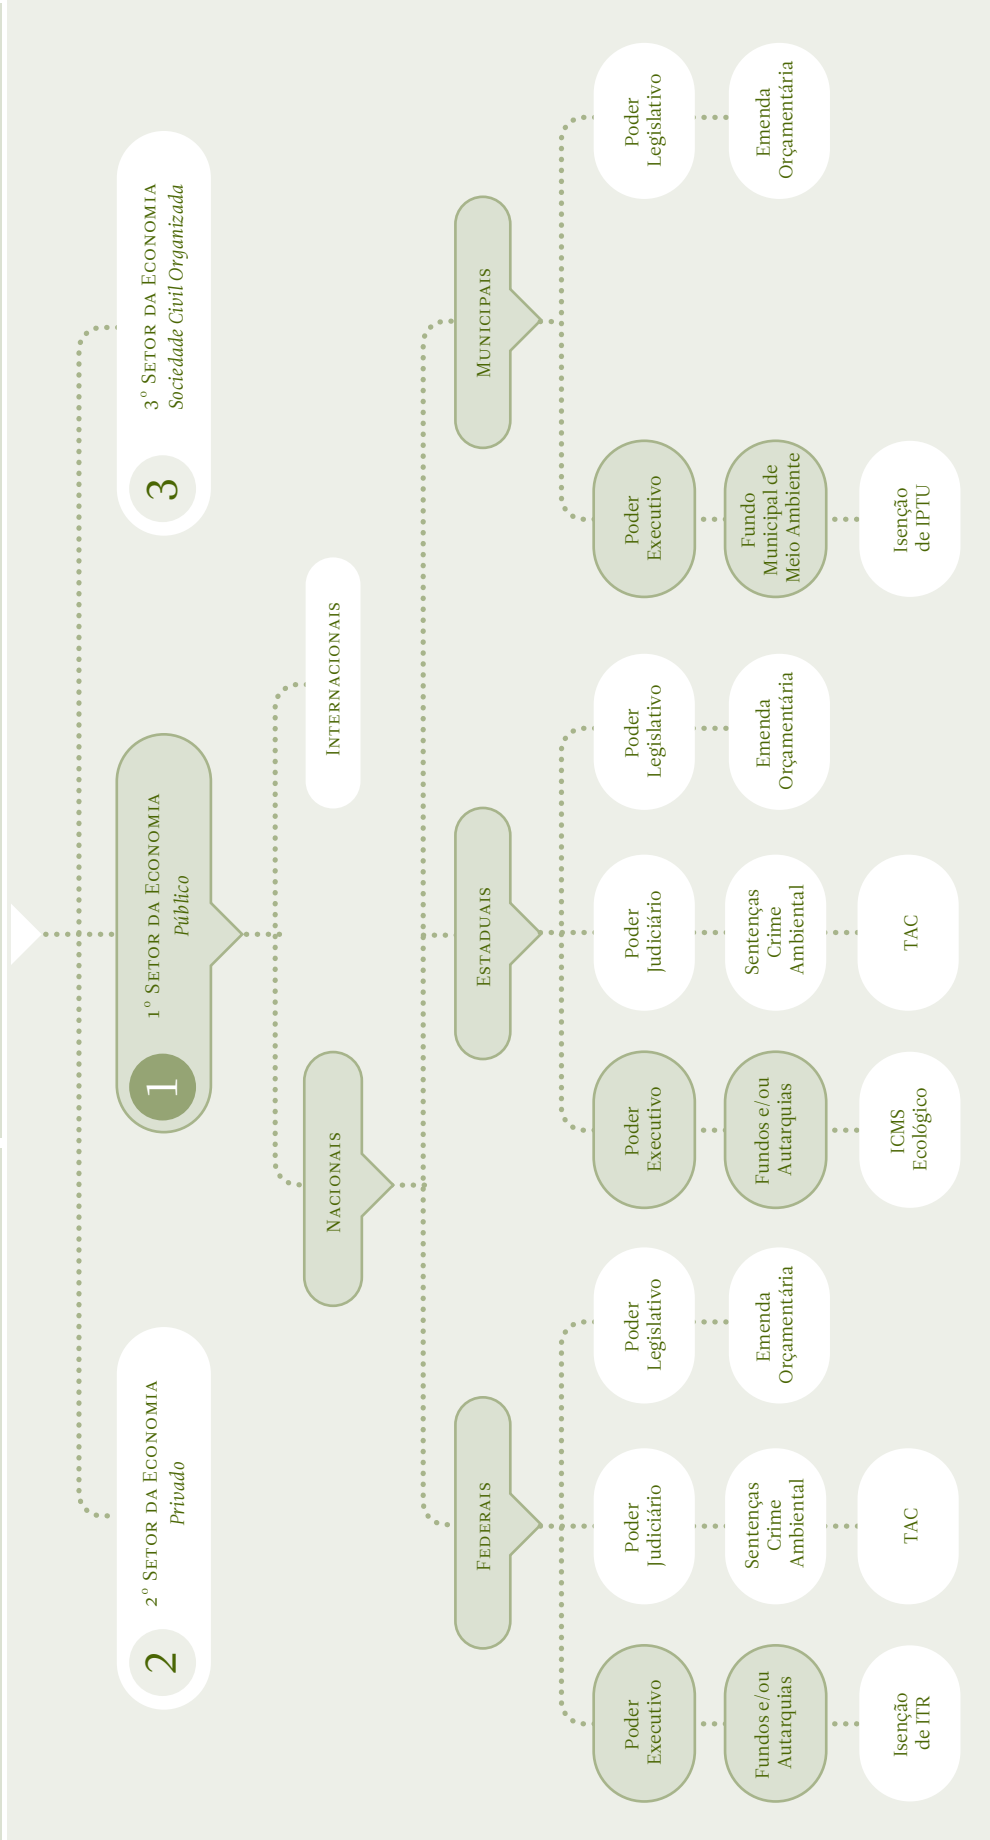 2
2º Setor da Economia
Privado
1
1º Setor da Economia
Público
3
3º Setor da Economia
Sociedade Civil Organizada
Nacionais
Internacionais
Federais
Estaduais
Municipais
Poder
Executivo
Poder
Judiciário
Poder
Legislativo
Poder
Executivo
Poder
Judiciário
Poder
Legislativo
Poder
Executivo
Poder
Legislativo
Fundos e/ou
Autarquias
Sentenças
Crime
Ambiental
Emenda
Orçamentária
Fundos e/ou
Autarquias
Sentenças
Crime
Ambiental
Emenda
Orçamentária
Fundo
Municipal de
Meio Ambiente
Emenda
Orçamentária
Isenção
de ITR
TAC
ICMS
Ecológico
TAC
Isenção
de IPTU